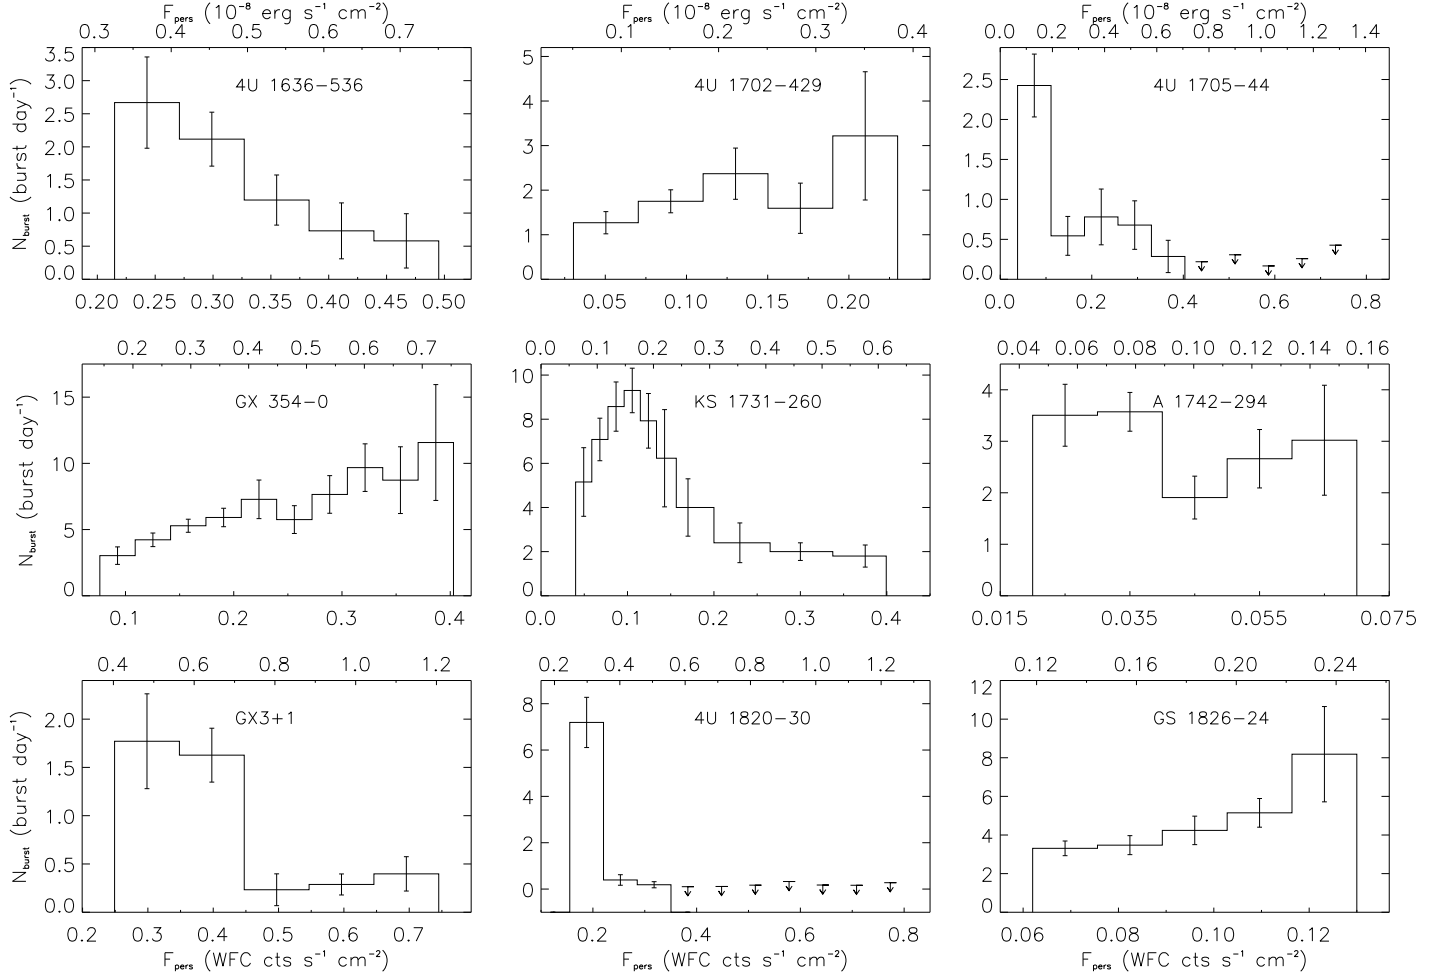 F_pers (10^-8 erg s^-1 cm^-2) F_pers (10^-8 erg s^-1 cm^-2) F_pers (10^-8 erg s^-1 cm^-2)
0.3 0.4 0.5 0.6 0.7 0.1 0.2 0.3 0.4 0.0 0.2 0.4 0.6 0.8 1.0 1.2 1.4
4U 1636−536 4U 1702−429 4U 1705−44
N_burst (burst day^-1)
3.5 3.0 2.5 2.0 1.5 1.0 0.5 0.0
5 4 3 2 1 0
2.5 2.0 1.5 1.0 0.5 0.0
0.20 0.25 0.30 0.35 0.40 0.45 0.50 0.05 0.10 0.15 0.20 0.0 0.2 0.4 0.6 0.8
0.2 0.3 0.4 0.5 0.6 0.7 0.0 0.1 0.2 0.3 0.4 0.5 0.6 0.04 0.06 0.08 0.10 0.12 0.14 0.16
GX 354−0 KS 1731−260 A 1742−294
N_burst (burst day^-1)
15 10 5 0
10 8 6 4 2 0
4 3 2 1 0
0.1 0.2 0.3 0.4 0.0 0.1 0.2 0.3 0.4 0.015 0.035 0.055 0.075
0.4 0.6 0.8 1.0 1.2 0.2 0.4 0.6 0.8 1.0 1.2 0.12 0.16 0.20 0.24
GX3+1 4U 1820−30 GS 1826−24
N_burst (burst day^-1)
2.0 1.5 1.0 0.5 0.0
8 6 4 2 0
12 10 8 6 4 2 0
0.2 0.3 0.4 0.5 0.6 0.7 0.2 0.4 0.6 0.8 0.06 0.08 0.10 0.12
F_pers (WFC cts s^-1 cm^-2) F_pers (WFC cts s^-1 cm^-2) F_pers (WFC cts s^-1 cm^-2)